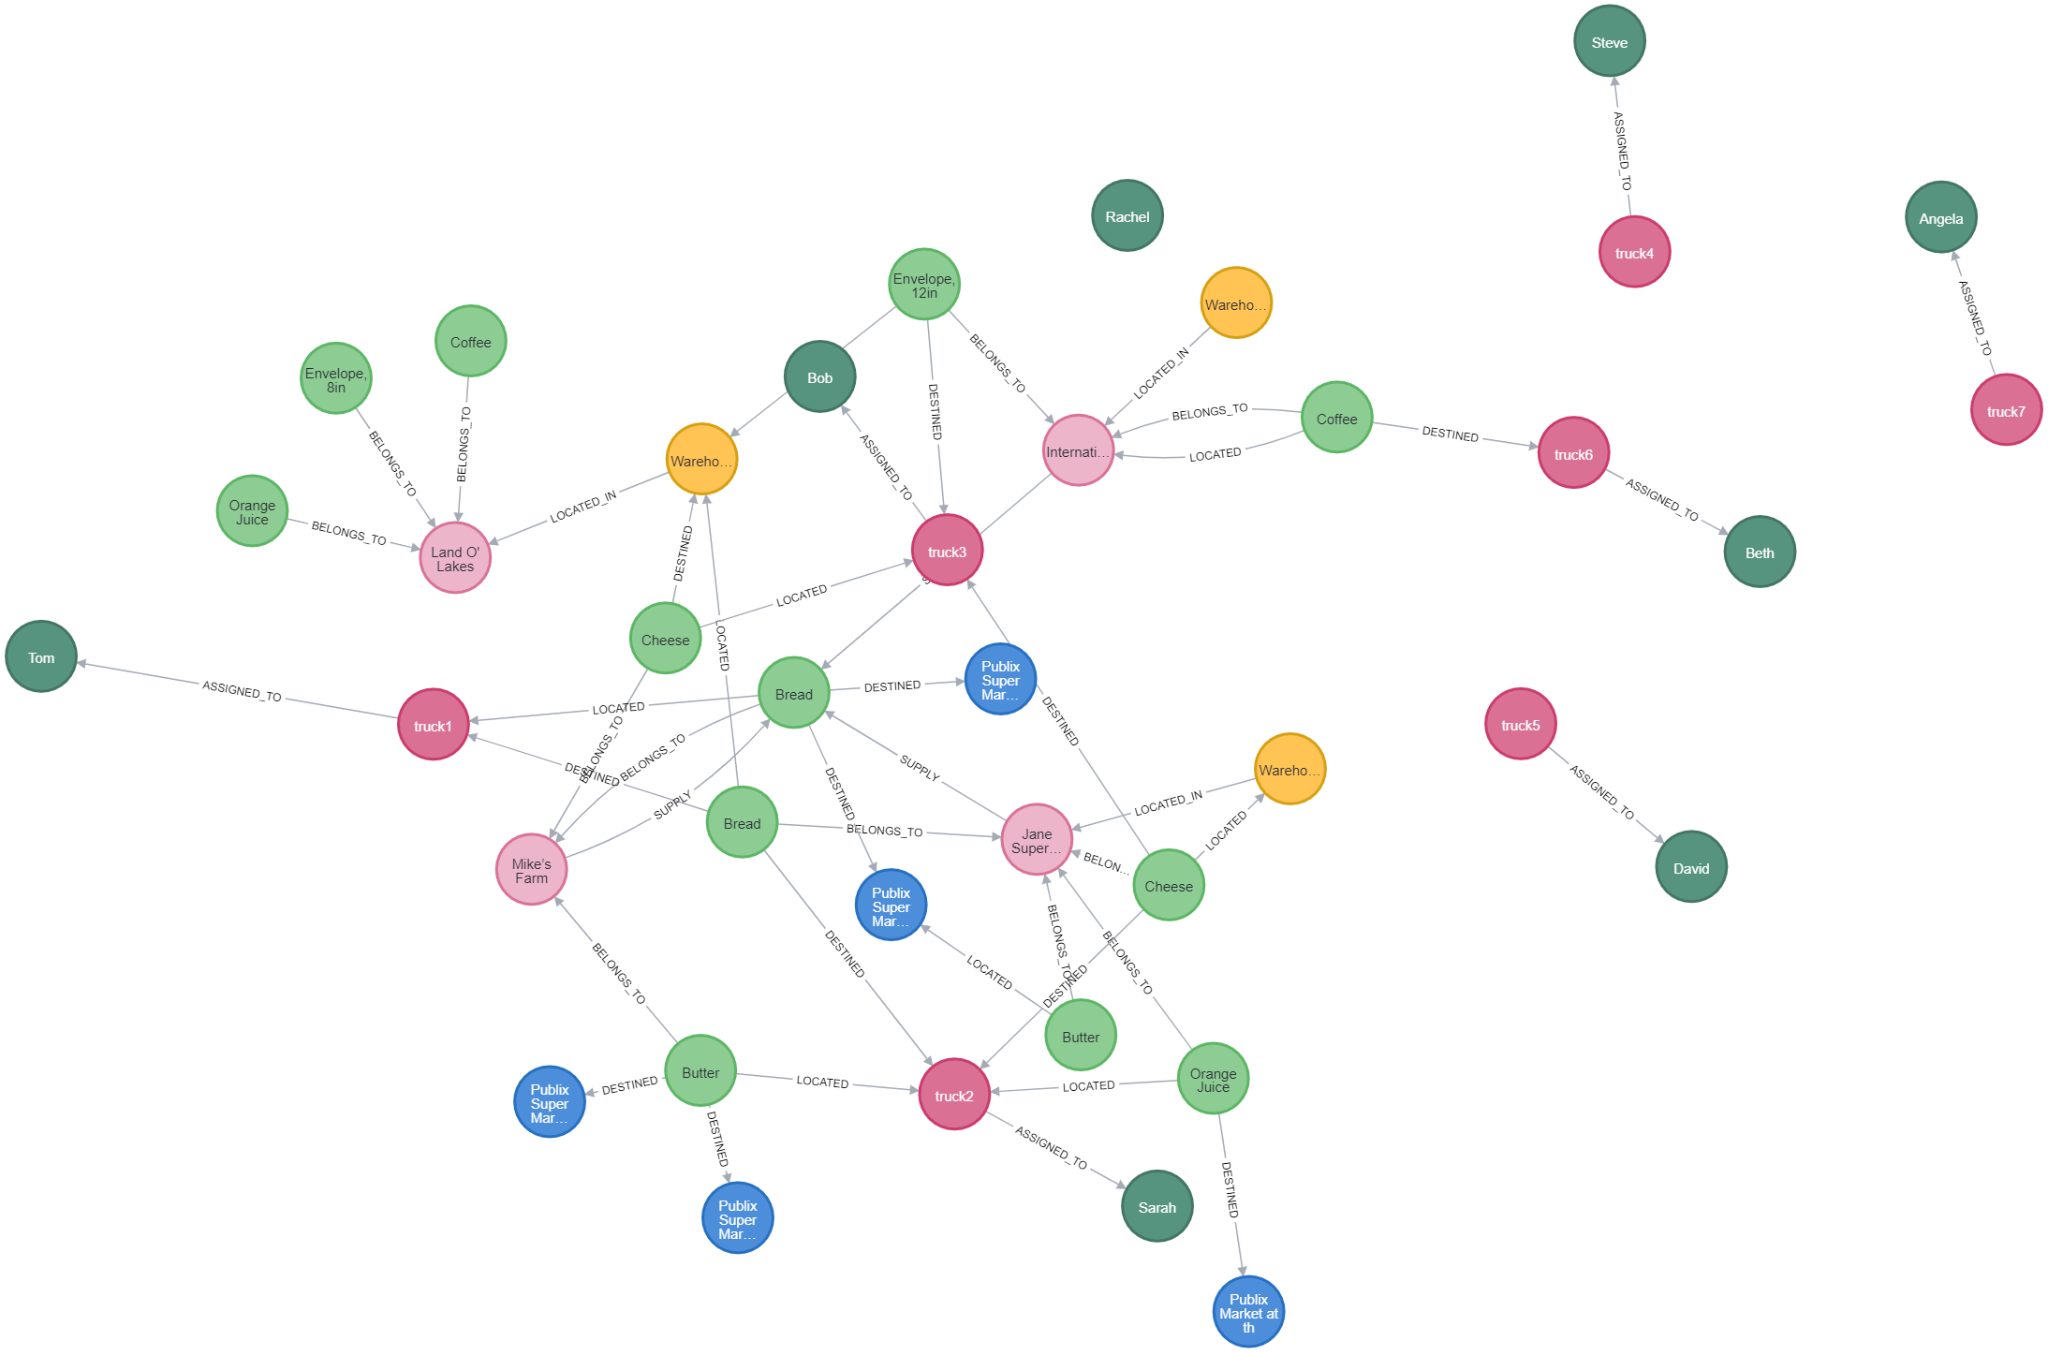 Steve
ASSIGNED_TO
truck4
Rachel
Angela
ASSIGNED_TO
truck7
Envelope,
12in
Wareho...
LOCATED_IN
BELONGS_TO
DESTINED
Coffee
Envelope,
8in
BELONGS_TO
BELONGS_TO
Bob
ASSIGNED_TO
Internati...
BELONGS_TO
LOCATED
Coffee
DESTINED
truck6
ASSIGNED_TO
Beth
Wareho...
LOCATED_IN
Orange
Juice
BELONGS_TO
Land O'
Lakes
DESTINED
truck3
LOCATED
Cheese
LOCATED
Tom
ASSIGNED_TO
truck1
LOCATED
BELONGS_TO
Bread
DESTINED
Publix
Super
Mar...
DESTINED
truck5
ASSIGNED_TO
David
BELONGS_TO
DESTINED
SUPPLY
DESTINED
SUPPLY
Wareho...
LOCATED_IN
LOCATED
Bread
BELONGS_TO
Jane
Super...
BELON...
Cheese
Mike's
Farm
Publix
Super
Mar...
DESTINED
LOCATED
BELONGS_TO
BELONGS_TO
DESTINED
BELONGS_TO
Butter
Butter
DESTINED
Publix
Super
Mar...
LOCATED
truck2
LOCATED
Orange
Juice
DESTINED
Publix
Super
Mar...
ASSIGNED_TO
Sarah
DESTINED
Publix
Market at
th